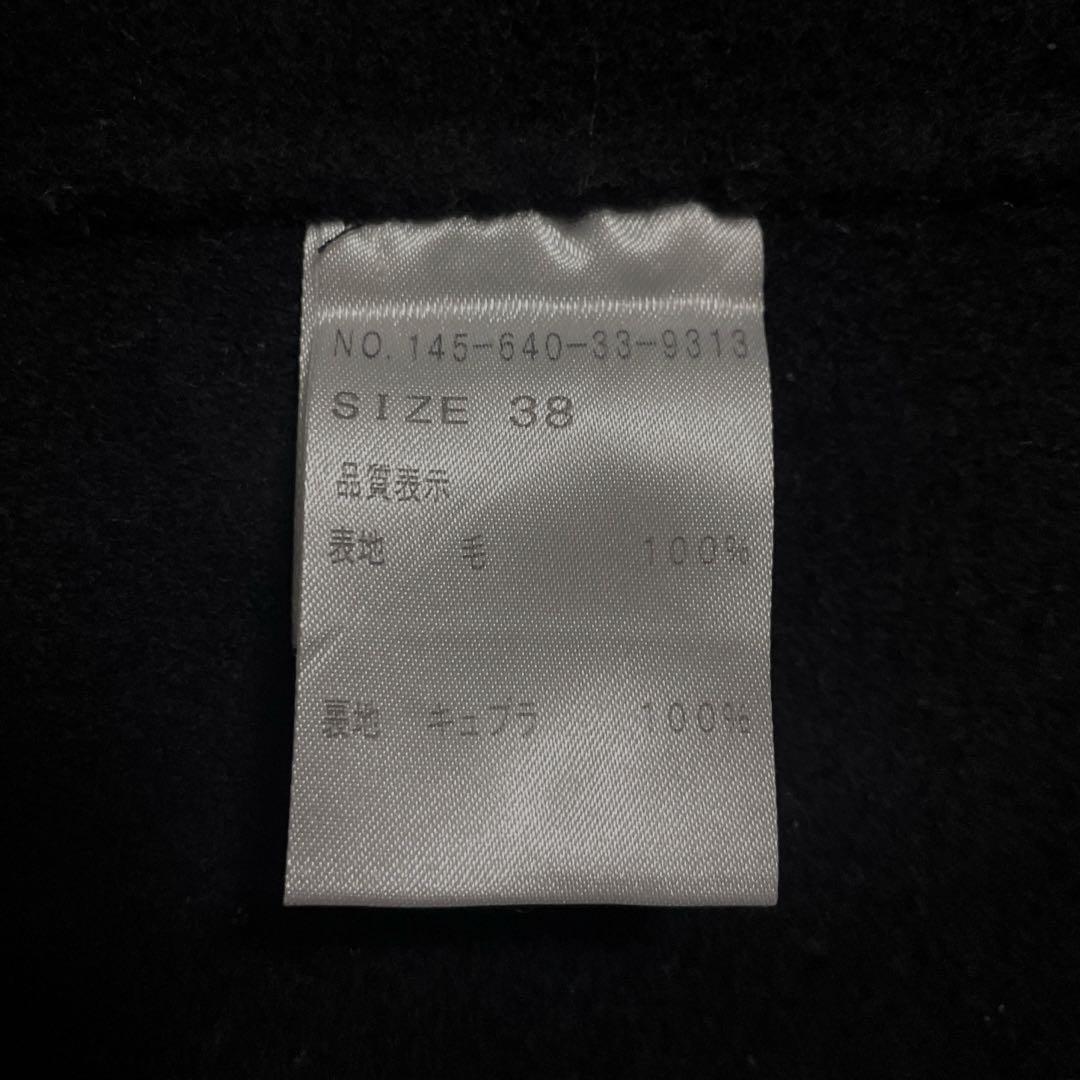 NO. 145-640-33-9313
SIZE 38
品質表示
表地 毛 100%
裏地 キュプラ 100%